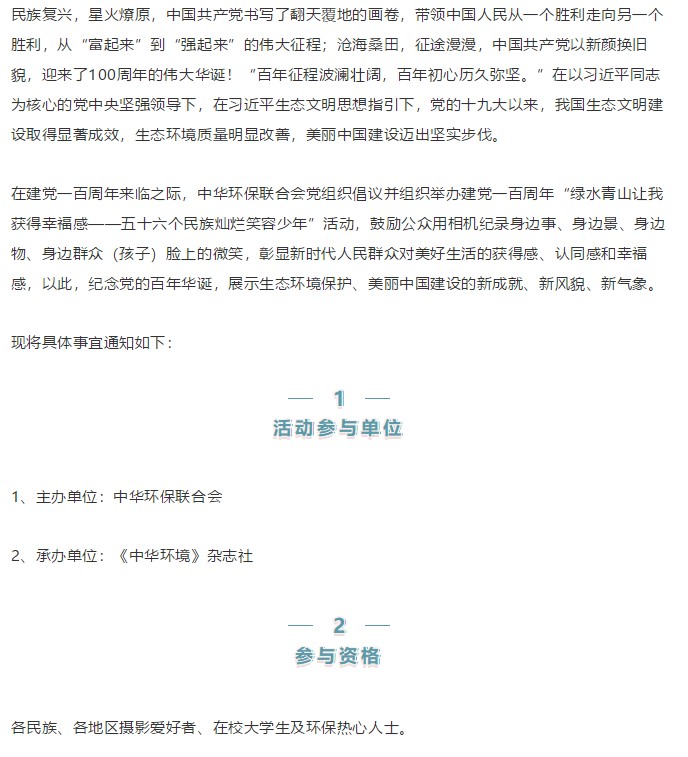 民族复兴，星火燎原，中国共产党书写了翻天覆地的画卷，带领中国人民从一个胜利走向另一个
胜利，从“富起来”到“强起来”的伟大征程；沧海桑田，征途漫漫，中国共产党以新颜换旧
貌，迎来了100周年的伟大华诞！“百年征程波澜壮阔，百年初心历久弥坚。”在以习近平同志
为核心的党中央坚强领导下，在习近平生态文明思想指引下，党的十九大以来，我国生态文明建
设取得显著成效，生态环境质量明显改善，美丽中国建设迈出坚实步伐。
在建党一百周年来临之际，中华环保联合会党组织倡议并组织举办建党一百周年“绿水青山让我
获得幸福感——五十六个民族灿烂笑容少年”活动，鼓励公众用相机纪录身边事、身边景、身边
物、身边群众（孩子）脸上的微笑，彰显新时代人民群众对美好生活的获得感、认同感和幸福
感，以此，纪念党的百年华诞，展示生态环境保护、美丽中国建设的新成就、新风貌、新气象。
现将具体事宜通知如下：
1
活动参与单位
1、主办单位：中华环保联合会
2、承办单位：《中华环境》杂志社
2
参与资格
各民族、各地区摄影爱好者、在校大学生及环保热心人士。